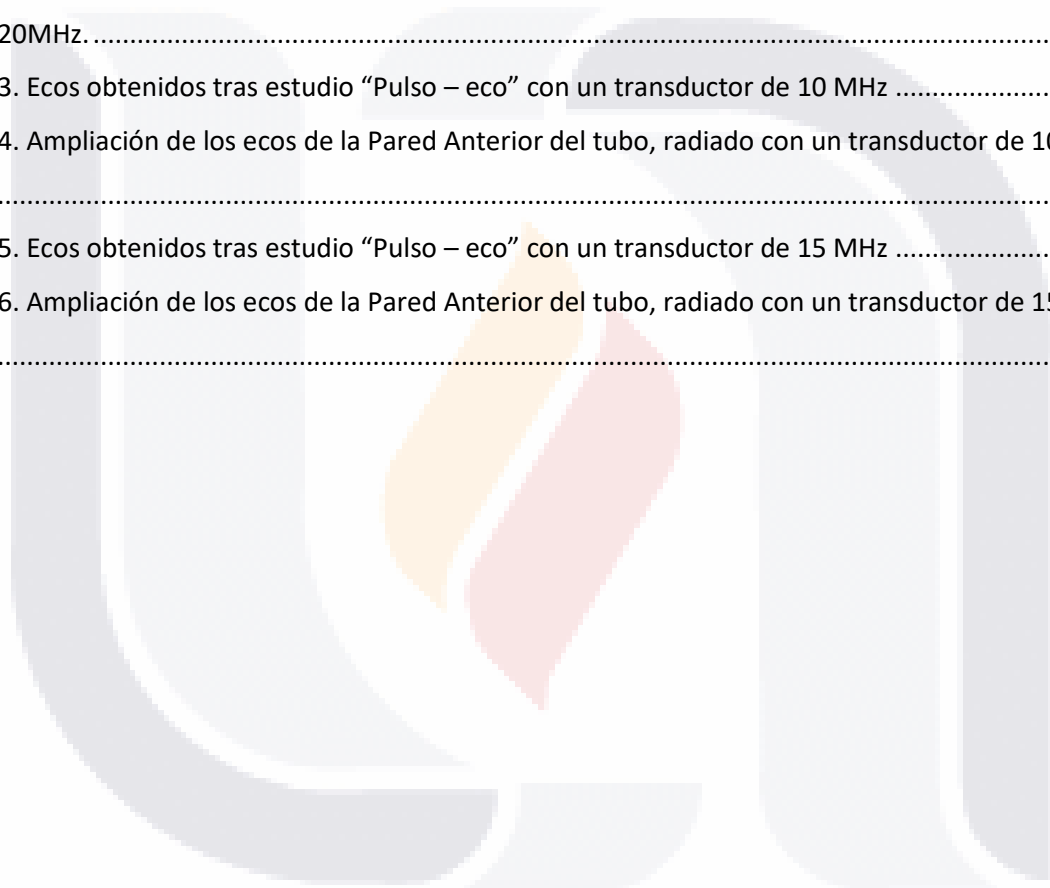 20MHz. ..........................................................................................................................................
3. Ecos obtenidos tras estudio “Pulso – eco” con un transductor de 10 MHz ......................
4. Ampliación de los ecos de la Pared Anterior del tubo, radiado con un transductor de 10
..........................................................................................................................................
5. Ecos obtenidos tras estudio “Pulso – eco” con un transductor de 15 MHz ......................
6. Ampliación de los ecos de la Pared Anterior del tubo, radiado con un transductor de 15
..........................................................................................................................................